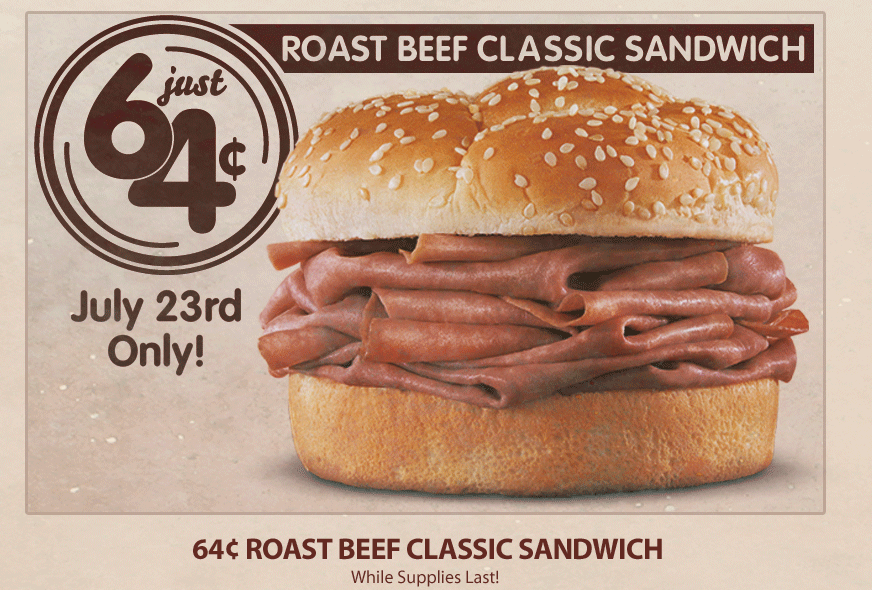 just
64¢
ROAST BEEF CLASSIC SANDWICH
July 23rd
Only!
64¢ ROAST BEEF CLASSIC SANDWICH
While Supplies Last!